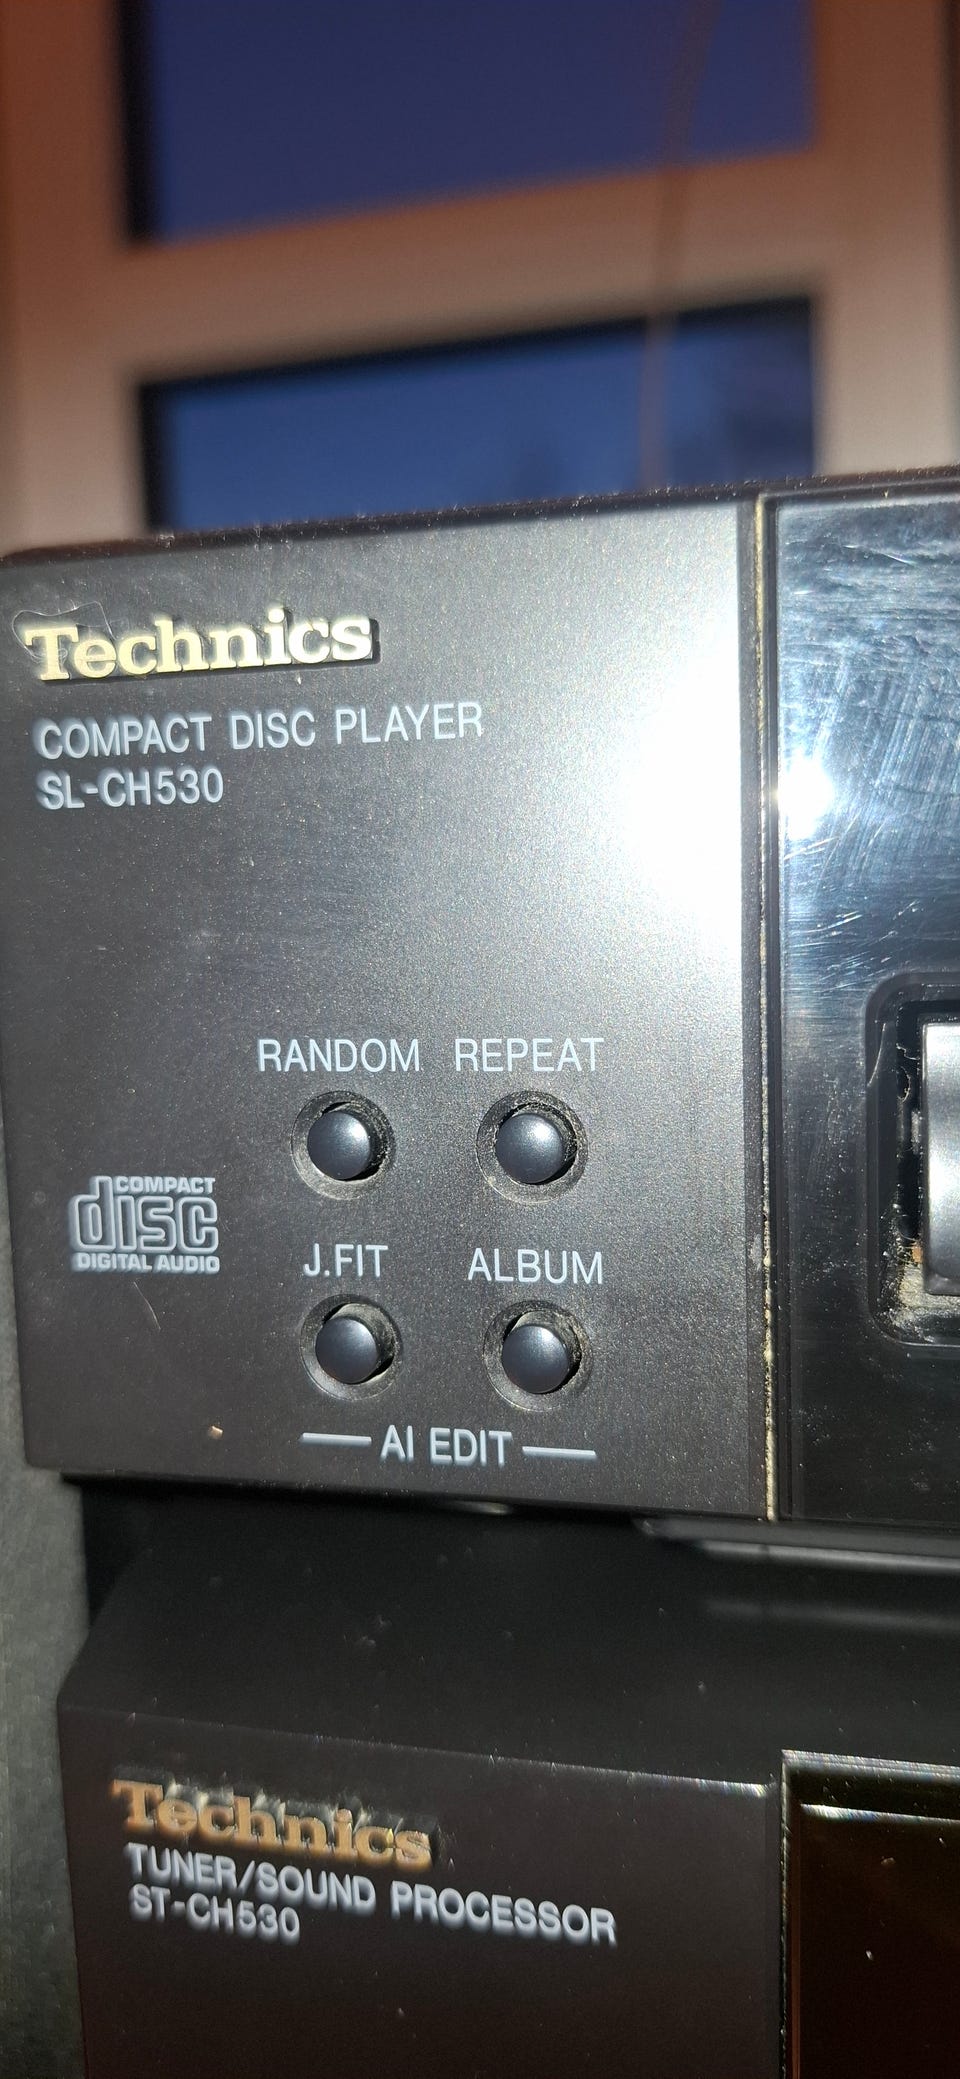 Technics
COMPACT DISC PLAYER
SL-CH530
RANDOM REPEAT
COMPACT
disc
DIGITAL AUDIO
J.FIT ALBUM
AI EDIT
Technics
TUNER/SOUND PROCESSOR
ST-CH530